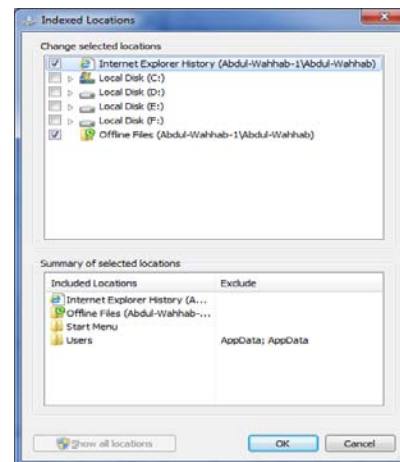 Indexed Locations
Change selected locations
Internet Explorer History (Abdul-Wahhab-1\Abdul-Wahhab)
Local Disk (C:)
Local Disk (D:)
Local Disk (E:)
Local Disk (F:)
Offline Files (Abdul-Wahhab-1\Abdul-Wahhab)
Summary of selected locations
Included Locations Exclude
Internet Explorer History (A...
Offline Files (Abdul-Wahhab-...
Start Menu
Users AppData; AppData
Show all locations OK Cancel